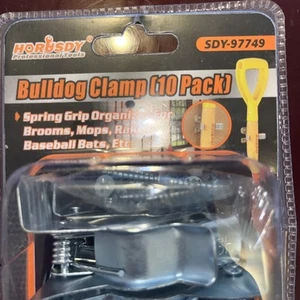 HORUSDY
Professional Tools
SDY-97749
Bulldog Clamp (10 Pack)
Spring Grip Organizer For
Brooms, Mops,
Baseball Bats, Etc